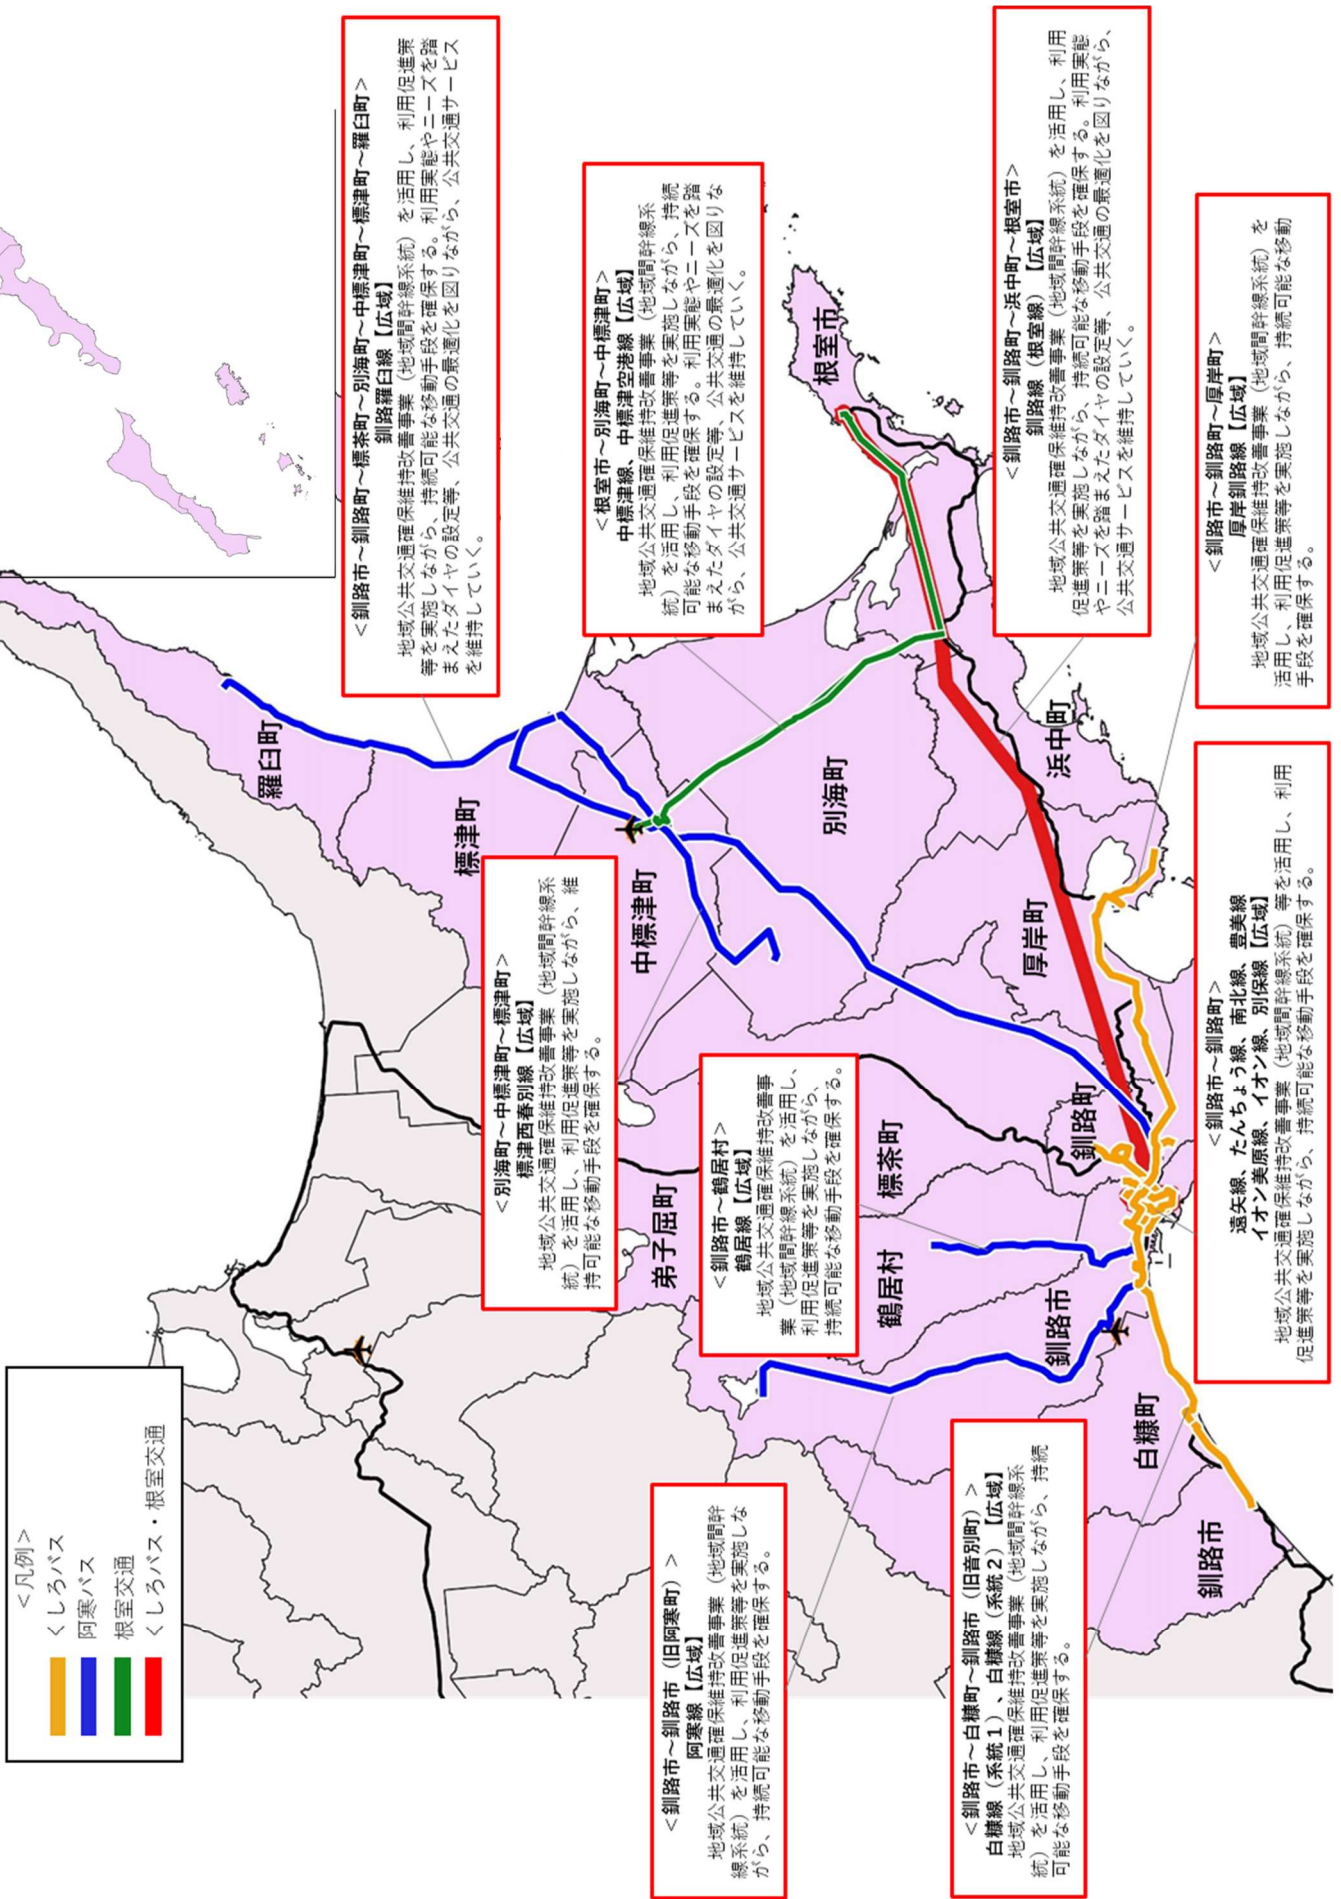 ＜凡例＞
くしろバス
阿寒バス
根室交通
くしろバス・根室交通
＜釧路市～釧路町～標茶町～別海町～中標津町～標津町～羅臼町＞
釧路羅臼線【広域】
地域公共交通確保維持改善事業（地域間幹線系統）を活用し、利用促進策
等を実施しながら、持続可能な移動手段を確保する。利用実態やニーズを踏
まえたダイヤの設定等、公共交通の最適化を図りながら、公共交通サービス
を維持していく。
＜根室市～別海町～中標津町＞
中標津線、中標津空港線【広域】
地域公共交通確保維持改善事業（地域間幹線系
統）を活用し、利用促進策等を実施しながら、持続
可能な移動手段を確保する。利用実態やニーズを踏
まえたダイヤの設定等、公共交通の最適化を図りな
がら、公共交通サービスを維持していく。
＜別海町～中標津町～標津町＞
標津西春別線【広域】
地域公共交通確保維持改善事業（地域間幹線系
統）を活用し、利用促進策等を実施しながら、維
持可能な移動手段を確保する。
＜釧路市～鶴居村＞
鶴居線【広域】
地域公共交通確保維持改善事
業（地域間幹線系統）を活用し、
利用促進策等を実施しながら、
持続可能な移動手段を確保する。
＜釧路市～釧路市（旧阿寒町）＞
阿寒線【広域】
地域公共交通確保維持改善事業（地域間幹
線系統）を活用し、利用促進策等を実施しな
がら、持続可能な移動手段を確保する。
＜釧路市～白糠町～釧路市（旧音別町）＞
白糠線（系統１）、白糠線（系統２）【広域】
地域公共交通確保維持改善事業（地域間幹線系
統）を活用し、利用促進策等を実施しながら、持続
可能な移動手段を確保する。
＜釧路市～釧路町～浜中町～根室市＞
釧路線（根室線）【広域】
地域公共交通確保維持改善事業（地域間幹線系統）を活用し、利用
促進策等を実施しながら、持続可能な移動手段を確保する。利用実態
やニーズを踏まえたダイヤの設定等、公共交通の最適化を図りながら、
公共交通サービスを維持していく。
＜釧路市～釧路町～厚岸町＞
厚岸釧路線【広域】
地域公共交通確保維持改善事業（地域間幹線系統）を
活用し、利用促進策等を実施しながら、持続可能な移動
手段を確保する。
＜釧路市～釧路町＞
遠矢線、たんちょう線、南北線、豊美線
イオン美原線、イオン線、別保線【広域】
地域公共交通確保維持改善事業（地域間幹線系統）等を活用し、利用
促進策等を実施しながら、持続可能な移動手段を確保する。
羅臼町
標津町
中標津町
別海町
根室市
弟子屈町
標茶町
鶴居村
厚岸町
浜中町
釧路町
釧路市
白糠町
釧路市